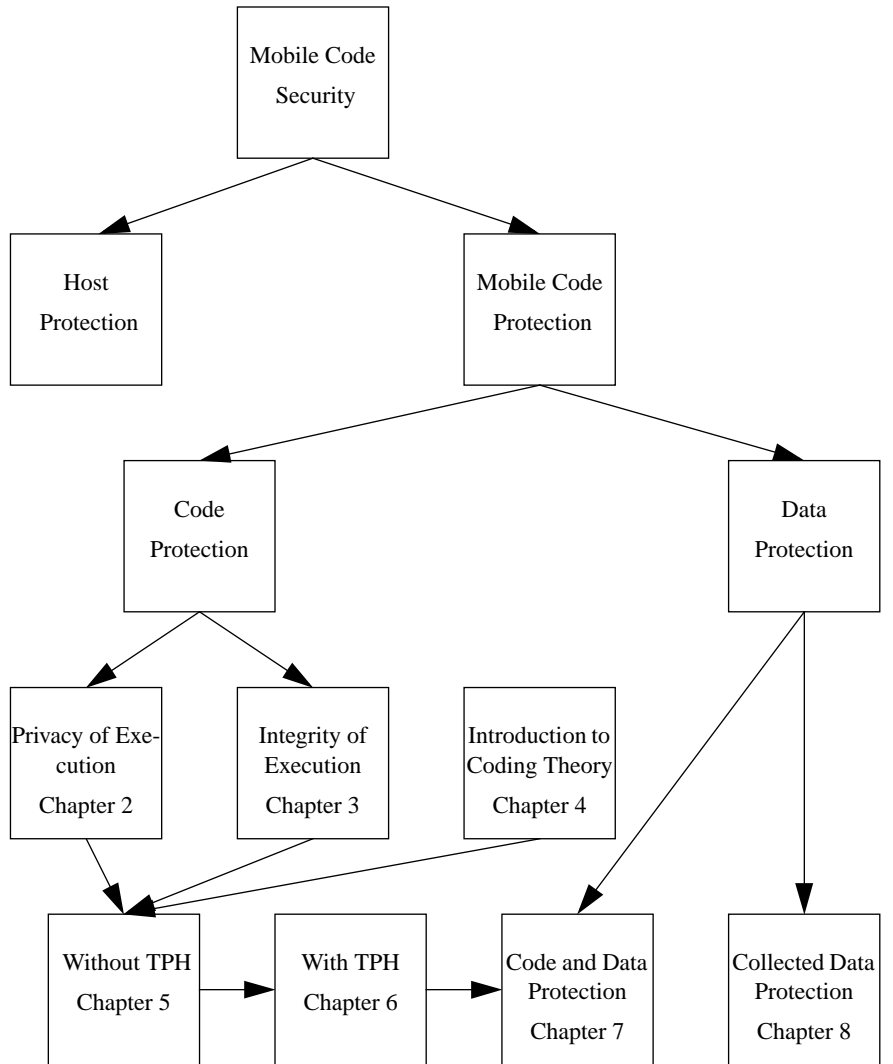 Mobile Code
Security
Host
Protection
Mobile Code
Protection
Code
Protection
Data
Protection
Privacy of Exe-
cution
Chapter 2
Integrity of
Execution
Chapter 3
Introduction to
Coding Theory
Chapter 4
Without TPH
Chapter 5
With TPH
Chapter 6
Code and Data
Protection
Chapter 7
Collected Data
Protection
Chapter 8